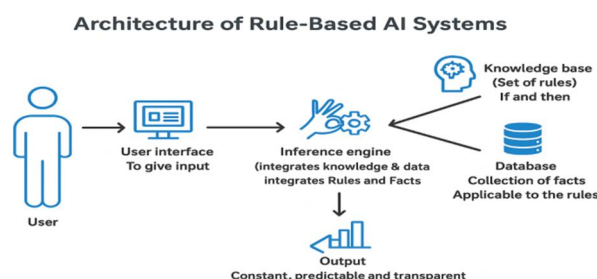 Architecture of Rule-Based AI Systems
Knowledge base
(Set of rules)
If and then
User interface
To give input
Inference engine
(integrates knowledge & data
integrates Rules and Facts
Database
Collection of facts
Applicable to the rules
User
Output
Constant, predictable and transparent